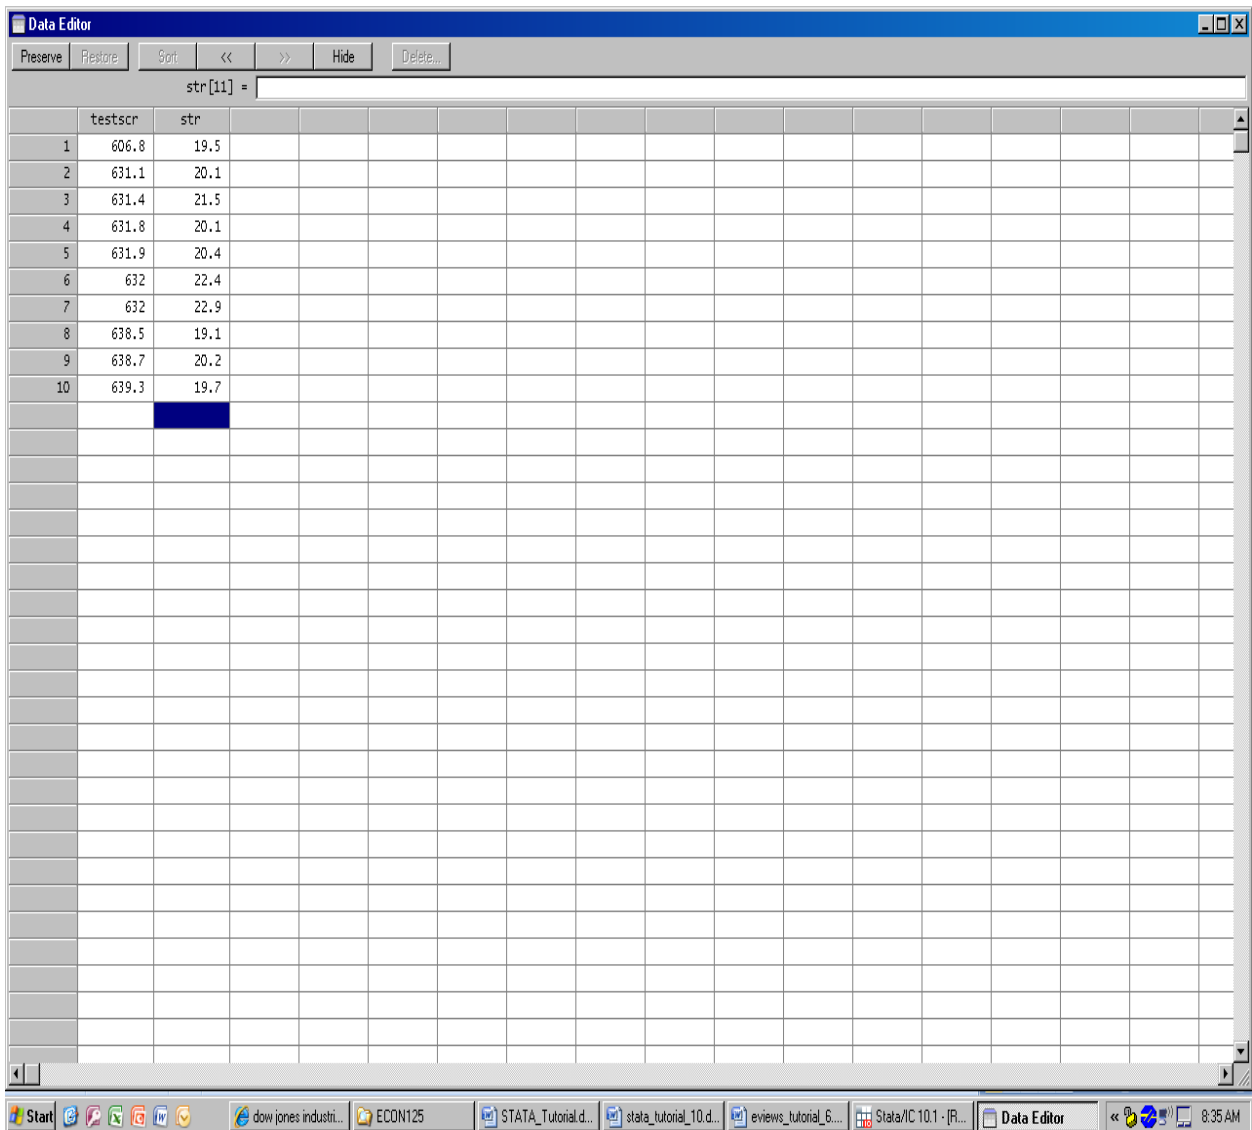 Data Editor
Preserve Restore Sort << >> Hide Delete...
str[11] =
testscr str
1 606.8 19.5
2 631.1 20.1
3 631.4 21.5
4 631.8 20.1
5 631.9 20.4
6 632 22.4
7 632 22.9
8 638.5 19.1
9 638.7 20.2
10 639.3 19.7
Start dow jones industri... ECON125 STATA_Tutorial.d... stata_tutorial_10.d... eviews_tutorial_6.... Stata/IC 10.1 - [R... Data Editor « 8:35 AM